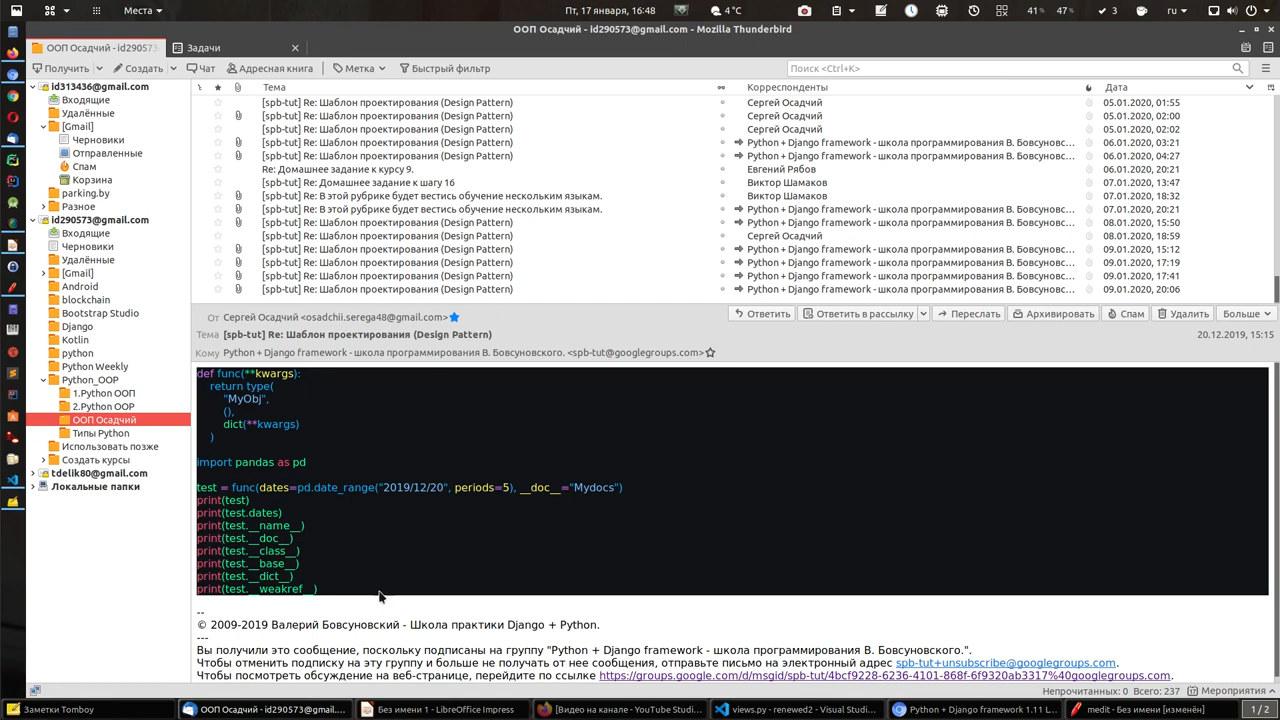 Места
Пт, 17 января, 16:48
4°C
41%
47%
3
ru
ООП Осадчий - id290573@gmail.com - Mozilla Thunderbird
ООП Осадчий - id29057
Задачи
Получить
Создать
Чат
Адресная книга
Метка
Быстрый фильтр
Поиск <Ctrl+K>
id313436@gmail.com
Входящие
Удалённые
[Gmail]
Черновики
Отправленные
Спам
Корзина
parking.by
Разное
id290573@gmail.com
Входящие
Черновики
Удалённые
[Gmail]
Android
blockchain
Bootstrap Studio
Django
Kotlin
python
Python Weekly
Python_OOP
1.Python ООП
2.Python OOP
ООП Осадчий
Типы Python
Использовать позже
Создать курсы
tdelik80@gmail.com
Локальные папки
Тема Корреспонденты Дата
[spb-tut] Re: Шаблон проектирования (Design Pattern) Сергей Осадчий 05.01.2020, 01:55
[spb-tut] Re: Шаблон проектирования (Design Pattern) Сергей Осадчий 05.01.2020, 02:00
[spb-tut] Re: Шаблон проектирования (Design Pattern) Сергей Осадчий 05.01.2020, 02:02
[spb-tut] Re: Шаблон проектирования (Design Pattern) Python + Django framework - школа программирования В. Бовсуновс... 06.01.2020, 03:21
[spb-tut] Re: Шаблон проектирования (Design Pattern) Python + Django framework - школа программирования В. Бовсуновс... 06.01.2020, 04:27
Re: Домашнее задание к курсу 9. Евгений Рябов 06.01.2020, 20:21
[spb-tut] Re: Домашнее задание к шагу 16 Виктор Шамаков 07.01.2020, 13:47
[spb-tut] Re: В этой рубрике будет вестись обучение нескольким языкам. Виктор Шамаков 07.01.2020, 18:32
[spb-tut] Re: В этой рубрике будет вестись обучение нескольким языкам. Python + Django framework - школа программирования В. Бовсуновс... 07.01.2020, 20:21
[spb-tut] Re: Шаблон проектирования (Design Pattern) Python + Django framework - школа программирования В. Бовсуновс... 08.01.2020, 15:50
[spb-tut] Re: Шаблон проектирования (Design Pattern) Сергей Осадчий 08.01.2020, 18:59
[spb-tut] Re: Шаблон проектирования (Design Pattern) Python + Django framework - школа программирования В. Бовсуновс... 09.01.2020, 15:12
[spb-tut] Re: Шаблон проектирования (Design Pattern) Python + Django framework - школа программирования В. Бовсуновс... 09.01.2020, 17:19
[spb-tut] Re: Шаблон проектирования (Design Pattern) Python + Django framework - школа программирования В. Бовсуновс... 09.01.2020, 17:41
[spb-tut] Re: Шаблон проектирования (Design Pattern) Python + Django framework - школа программирования В. Бовсуновс... 09.01.2020, 20:06
От Сергей Осадчий <osadchii.serega48@gmail.com>
Ответить
Ответить в рассылку
Переслать
Архивировать
Спам
Удалить
Больше
Тема [spb-tut] Re: Шаблон проектирования (Design Pattern) 20.12.2019, 15:15
Кому Python + Django framework - школа программирования В. Бовсуновского. <spb-tut@googlegroups.com>
def func(**kwargs):
return type(
"MyObj",
(),
dict(**kwargs)
)
import pandas as pd
test = func(dates=pd.date_range("2019/12/20", periods=5), __doc__="Mydocs")
print(test)
print(test.dates)
print(test.__name__)
print(test.__doc__)
print(test.__class__)
print(test.__base__)
print(test.__dict__)
print(test.__weakref__)
--
© 2009-2019 Валерий Бовсуновский - Школа практики Django + Python.
---
Вы получили это сообщение, поскольку подписаны на группу "Python + Django framework - школа программирования В. Бовсуновского.".
Чтобы отменить подписку на эту группу и больше не получать от нее сообщения, отправьте письмо на электронный адрес spb-tut+unsubscribe@googlegroups.com.
Чтобы посмотреть обсуждение на веб-странице, перейдите по ссылке https://groups.google.com/d/msgid/spb-tut/4bcf9228-6236-4101-868f-6f9320ab3317%40googlegroups.com.
Непрочитанных: 0 Всего: 237 17 Мероприятия
Заметки Tomboy
ООП Осадчий - id290573@gmail....
Без имени 1 - LibreOffice Impress
[Видео на канале - YouTube Studi...
views.py - renewed2 - Visual Studi...
Python + Django framework 1.11 L...
medit - Без имени [изменён]
1 / 2